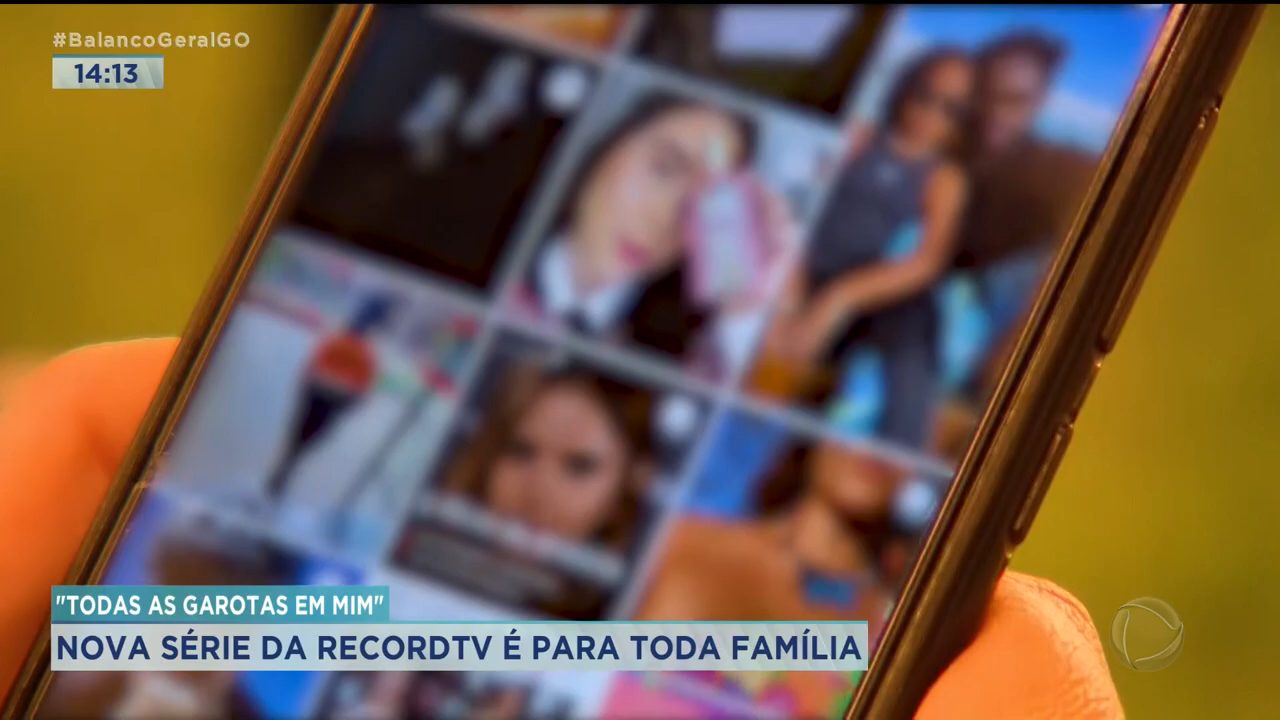 #BalancoGeralGO
14:13
"TODAS AS GAROTAS EM MIM"
NOVA SÉRIE DA RECORDTV É PARA TODA FAMÍLIA